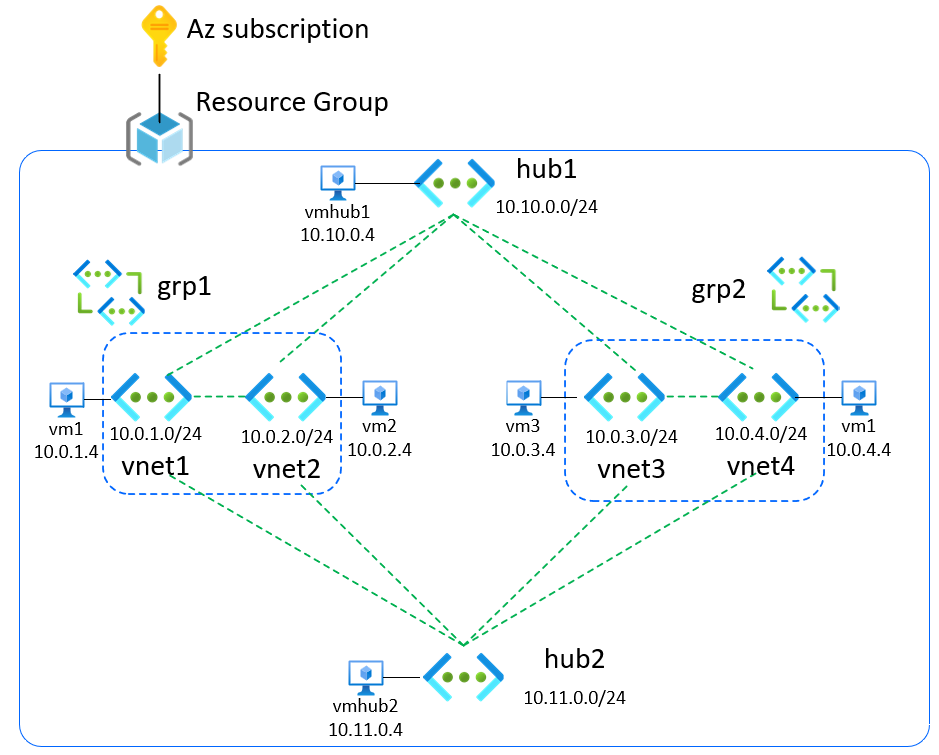 Az subscription
Resource Group
hub1
10.10.0.0/24
vmhub1
10.10.0.4
grp1
grp2
vm1
10.0.1.4
10.0.1.0/24
vnet1
10.0.2.0/24
vnet2
vm2
10.0.2.4
vm3
10.0.3.4
10.0.3.0/24
vnet3
10.0.4.0/24
vnet4
vm1
10.0.4.4
hub2
10.11.0.0/24
vmhub2
10.11.0.4